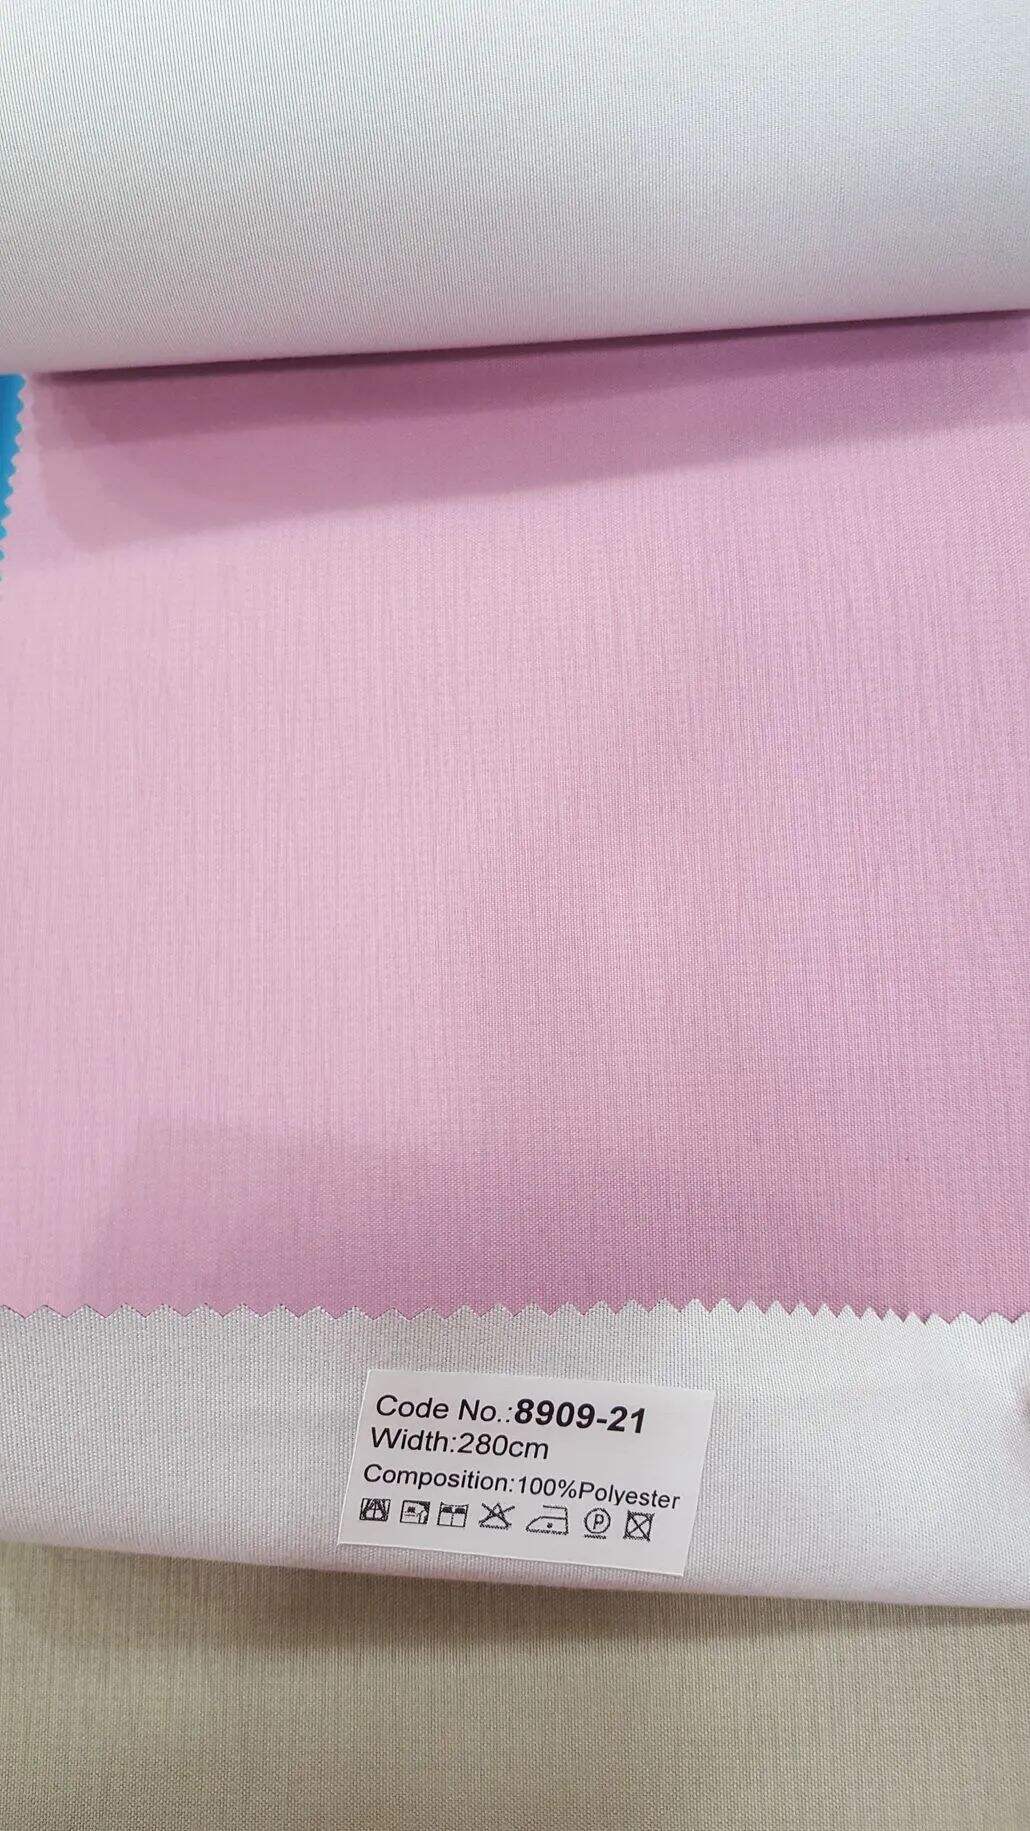 Code No.:8909-21
Width:280cm
Composition:100%Polyester
P